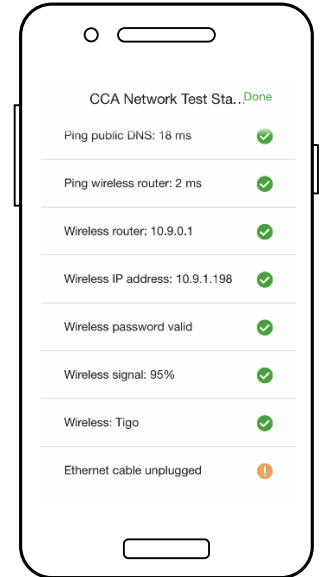 CCA Network Test Sta... Done
Ping public DNS: 18 ms
Ping wireless router: 2 ms
Wireless router: 10.9.0.1
Wireless IP address: 10.9.1.198
Wireless password valid
Wireless signal: 95%
Wireless: Tigo
Ethernet cable unplugged